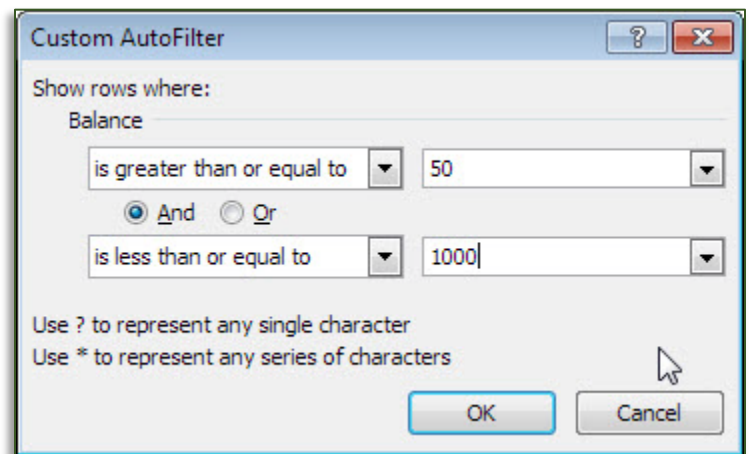 Custom AutoFilter ?
Show rows where:
Balance
is greater than or equal to 50
And Or
is less than or equal to 1000
Use ? to represent any single character
Use * to represent any series of characters
OK Cancel